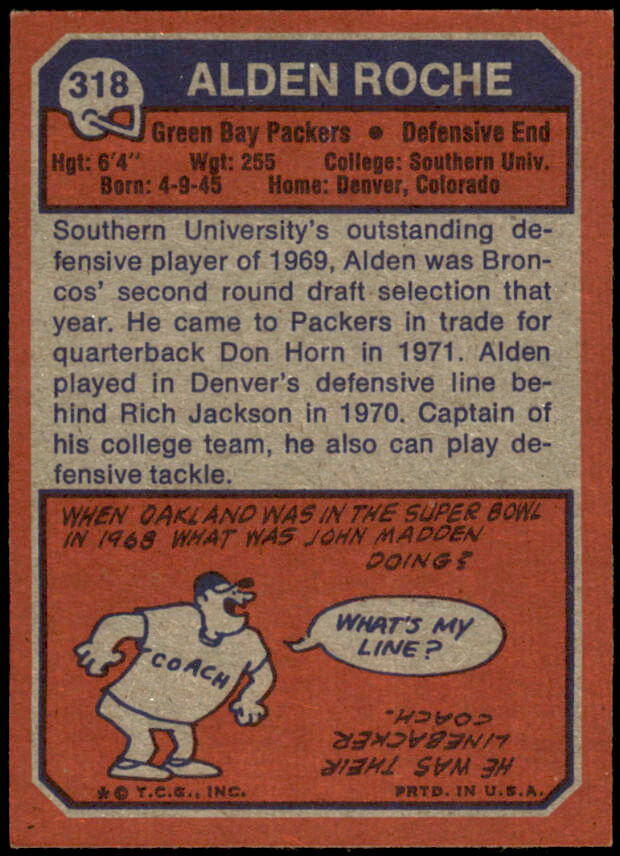 318
ALDEN ROCHE
Green Bay Packers • Defensive End
Hgt: 6'4" Wgt: 255 College: Southern Univ.
Born: 4-9-45 Home: Denver, Colorado
Southern University's outstanding de-
fensive player of 1969, Alden was Bron-
cos' second round draft selection that
year. He came to Packers in trade for
quarterback Don Horn in 1971. Alden
played in Denver's defensive line be-
hind Rich Jackson in 1970. Captain of
his college team, he also can play de-
fensive tackle.
WHEN OAKLAND WAS IN THE SUPER BOWL
IN 1968 WHAT WAS JOHN MADDEN
DOING?
WHAT'S MY
LINE?
COACH
HE WAS THEIR
LINEBACKER
COACH.
* © T.C.G., INC. PRTD. IN U.S.A.